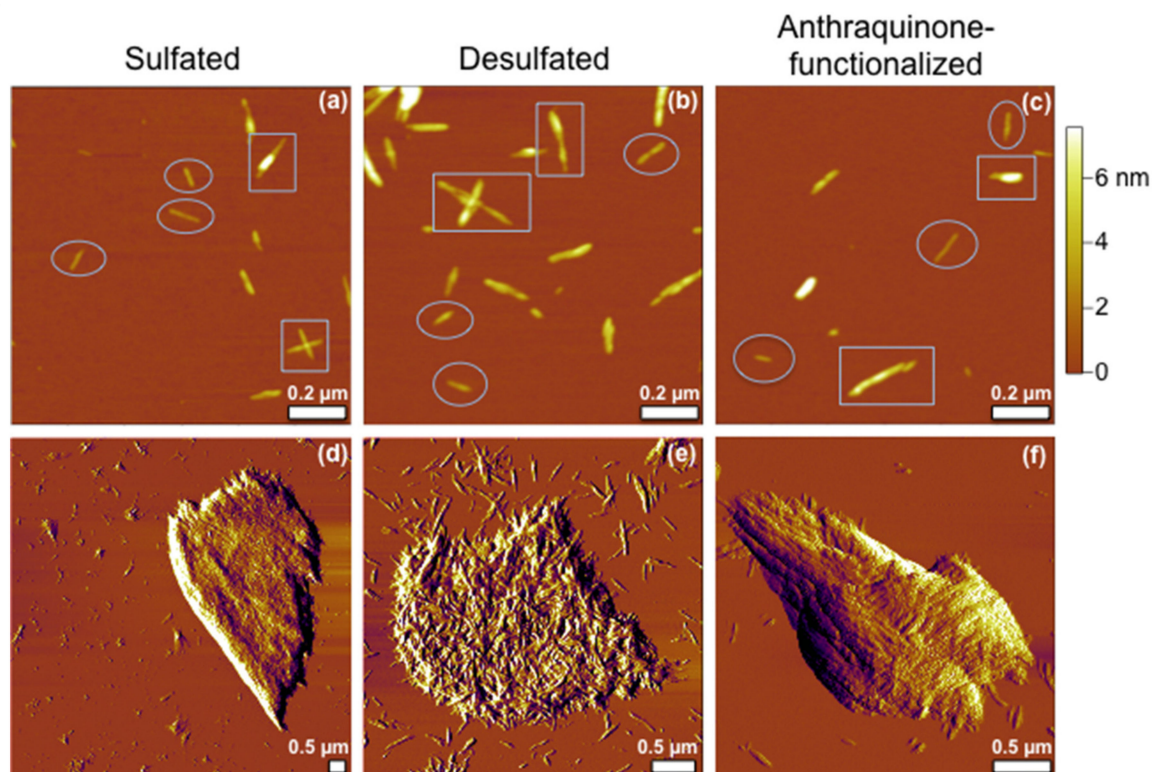 Sulfated
Desulfated
Anthraquinone-
functionalized
(a)
(b)
(c)
6 nm
4
2
0
0.2 µm
0.2 µm
0.2 µm
(d)
(e)
(f)
0.5 µm
0.5 µm
0.5 µm